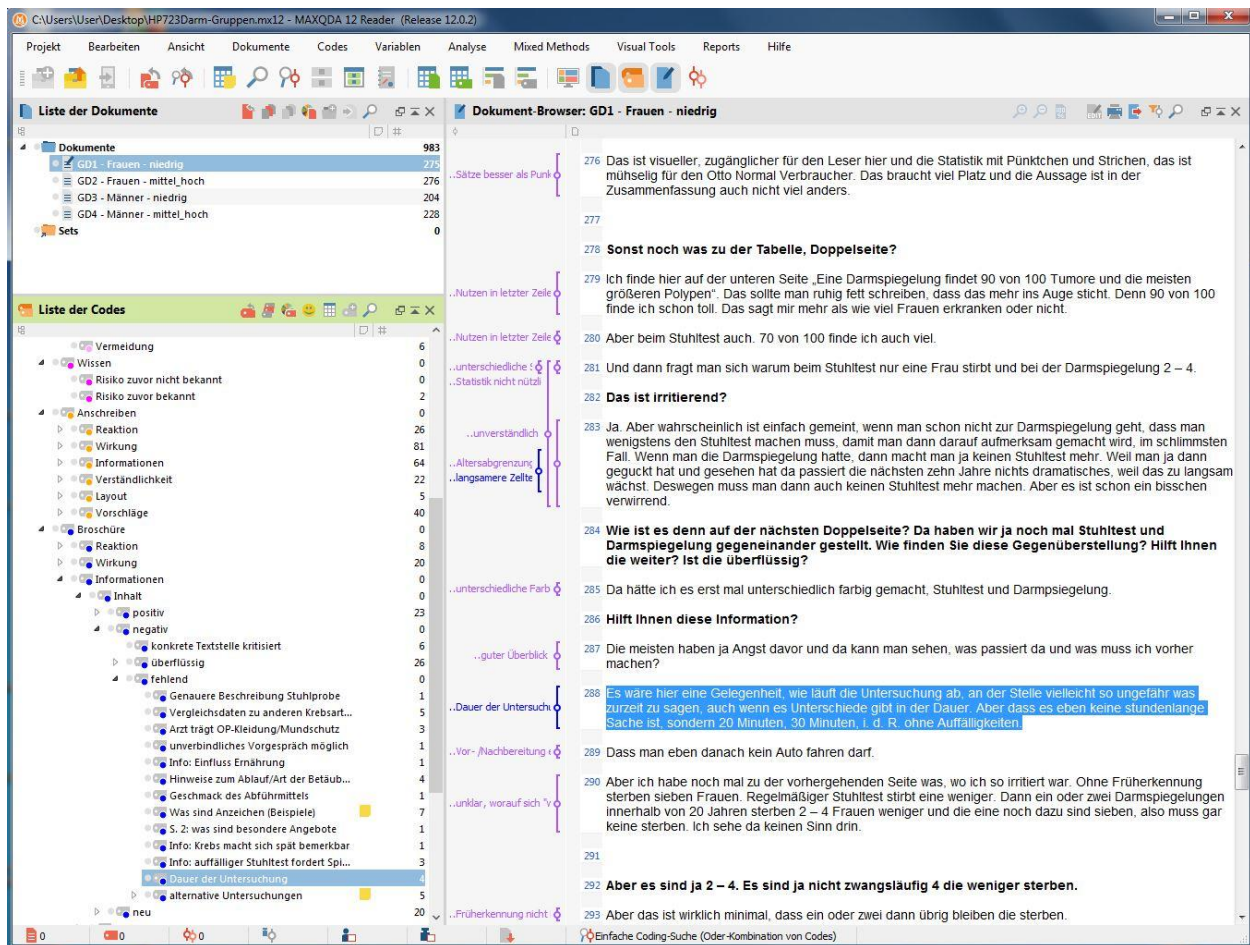 C:\Users\User\Desktop\HP723Darm-Gruppen.mx12 - MAXQDA 12 Reader (Release 12.0.2)
Projekt Bearbeiten Ansicht Dokumente Codes Variablen Analyse Mixed Methods Visual Tools Reports Hilfe
Liste der Dokumente
Dokumente 983
GD1 - Frauen - niedrig 275
GD2 - Frauen - mittel_hoch 276
GD3 - Männer - niedrig 204
GD4 - Männer - mittel_hoch 228
Sets 0
Liste der Codes
Vermeidung 6
Wissen 0
Risiko zuvor nicht bekannt 0
Risiko zuvor bekannt 2
Anschreiben 0
Reaktion 26
Wirkung 81
Informationen 64
Verständlichkeit 22
Layout 5
Vorschläge 40
Broschüre 0
Reaktion 8
Wirkung 20
Informationen 0
Inhalt 0
positiv 23
negativ 0
konkrete Textstelle kritisiert 6
überflüssig 26
fehlend 0
Genauere Beschreibung Stuhlprobe 1
Vergleichsdaten zu anderen Krebsart... 5
Arzt trägt OP-Kleidung/Mundschutz 3
unverbindliches Vorgespräch möglich 1
Info: Einfluss Ernährung 1
Hinweise zum Ablauf/Art der Betäub... 4
Geschmack des Abführmittels 1
Was sind Anzeichen (Beispiele) 7
S. 2: was sind besondere Angebote 1
Info: Krebs macht sich spät bemerkbar 1
Info: auffälliger Stuhltest fordert Spi... 3
Dauer der Untersuchung 4
alternative Untersuchungen 5
neu 20
Dokument-Browser: GD1 - Frauen - niedrig
..Sätze besser als Punk
276 Das ist visueller, zugänglicher für den Leser hier und die Statistik mit Pünktchen und Strichen, das ist
mühselig für den Otto Normal Verbraucher. Das braucht viel Platz und die Aussage ist in der
Zusammenfassung auch nicht viel anders.
277
278 Sonst noch was zu der Tabelle, Doppelseite?
..Nutzen in letzter Zeile
279 Ich finde hier auf der unteren Seite „Eine Darmspiegelung findet 90 von 100 Tumore und die meisten
größeren Polypen“. Das sollte man ruhig fett schreiben, dass das mehr ins Auge sticht. Denn 90 von 100
finde ich schon toll. Das sagt mir mehr als wie viel Frauen erkranken oder nicht.
..Nutzen in letzter Zeile
280 Aber beim Stuhltest auch. 70 von 100 finde ich auch viel.
..unterschiedliche
..Statistik nicht nützli
281 Und dann fragt man sich warum beim Stuhltest nur eine Frau stirbt und bei der Darmspiegelung 2 – 4.
282 Das ist irritierend?
..unverständlich
..Altersabgrenzung
..langsamere Zellte
283 Ja. Aber wahrscheinlich ist einfach gemeint, wenn man schon nicht zur Darmspiegelung geht, dass man
wenigstens den Stuhltest machen muss, damit man dann darauf aufmerksam gemacht wird, im schlimmsten
Fall. Wenn man die Darmspiegelung hatte, dann macht man ja keinen Stuhltest mehr. Weil man ja dann
geguckt hat und gesehen hat da passiert die nächsten zehn Jahre nichts dramatisches, weil das zu langsam
wächst. Deswegen muss man dann auch keinen Stuhltest mehr machen. Aber es ist schon ein bisschen
verwirrend.
284 Wie ist es denn auf der nächsten Doppelseite? Da haben wir ja noch mal Stuhltest und
Darmspiegelung gegeneinander gestellt. Wie finden Sie diese Gegenüberstellung? Hilft Ihnen
die weiter? Ist die überflüssig?
..unterschiedliche Farb
285 Da hätte ich es erst mal unterschiedlich farbig gemacht, Stuhltest und Darmpsiegelung.
286 Hilft Ihnen diese Information?
..guter Überblick
287 Die meisten haben ja Angst davor und da kann man sehen, was passiert da und was muss ich vorher
machen?
..Dauer der Untersuch
288 Es wäre hier eine Gelegenheit, wie läuft die Untersuchung ab, an der Stelle vielleicht so ungefähr was
zurzeit zu sagen, auch wenn es Unterschiede gibt in der Dauer. Aber dass es eben keine stundenlange
Sache ist, sondern 20 Minuten, 30 Minuten, i. d. R. ohne Auffälligkeiten.
..Vor- /Nachbereitung
289 Dass man eben danach kein Auto fahren darf.
..unklar, worauf sich "v
290 Aber ich habe noch mal zu der vorhergehenden Seite was, wo ich so irritiert war. Ohne Früherkennung
sterben sieben Frauen. Regelmäßiger Stuhltest stirbt eine weniger. Dann ein oder zwei Darmspiegelungen
innerhalb von 20 Jahren sterben 2 – 4 Frauen weniger und die eine noch dazu sind sieben, also muss gar
keine sterben. Ich sehe da keinen Sinn drin.
291
292 Aber es sind ja 2 – 4. Es sind ja nicht zwangsläufig 4 die weniger sterben.
..Früherkennung nicht
293 Aber das ist wirklich minimal, dass ein oder zwei dann übrig bleiben die sterben.
0 0 0 Einfache Coding-Suche (Oder-Kombination von Codes)